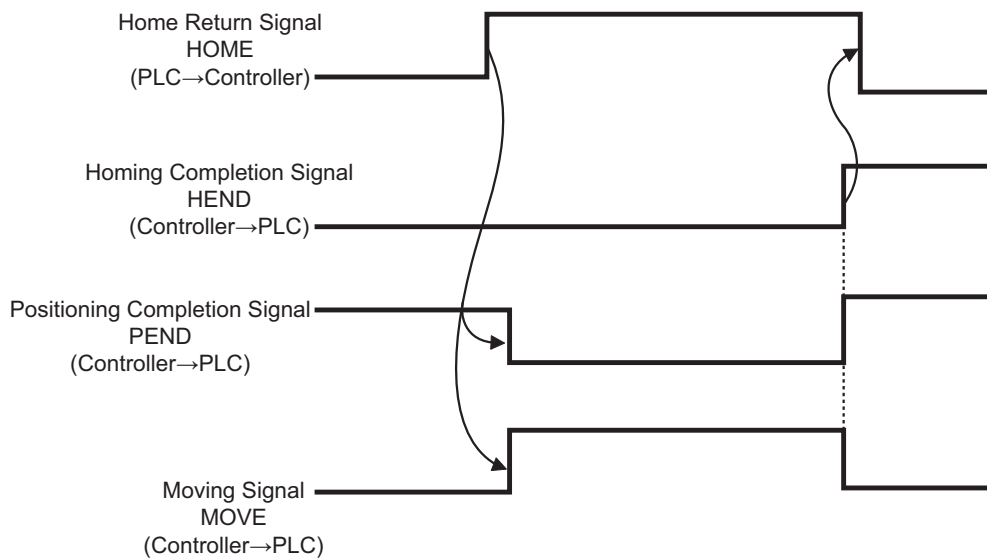 Home Return Signal
HOME
(PLC→Controller)
Homing Completion Signal
HEND
(Controller→PLC)
Positioning Completion Signal
PEND
(Controller→PLC)
Moving Signal
MOVE
(Controller→PLC)